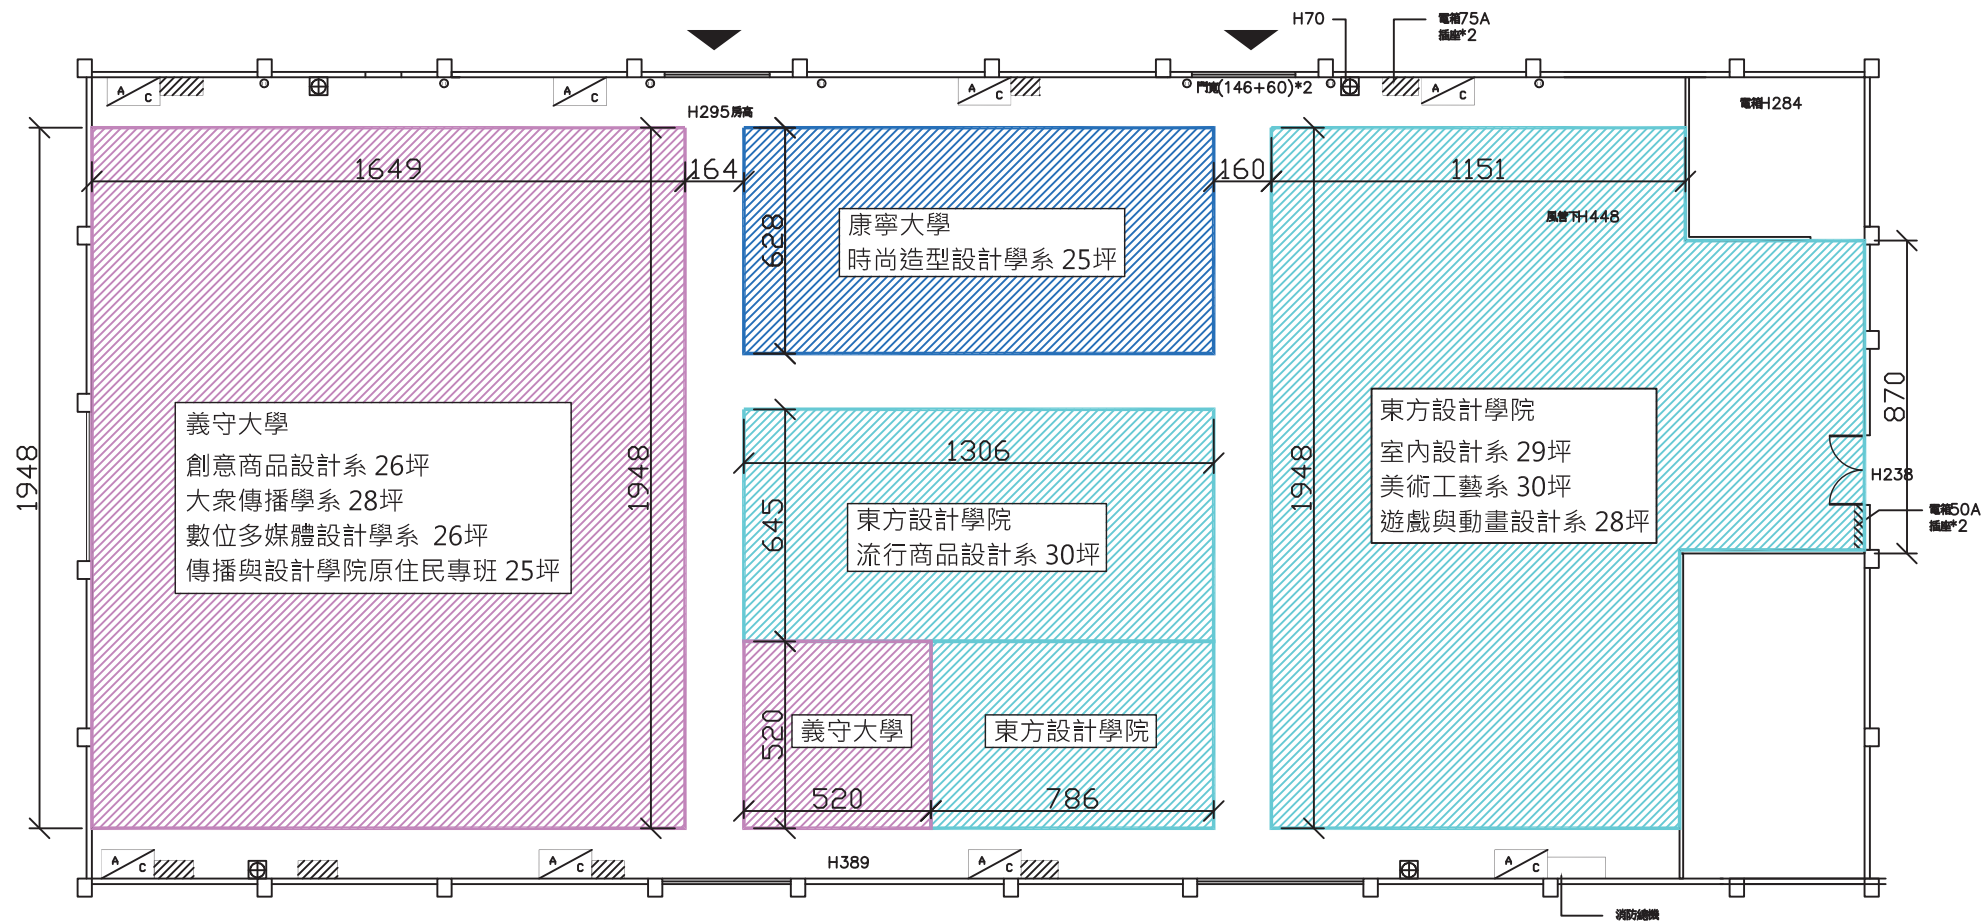 H70
電箱75A
插座*2
A/C
A/C
A/C
門寬(146+60)*2
A/C
電箱H284
H295房高
1649
164
160
1151
風管下H448
628
康寧大學
時尚造型設計學系 25坪
1948
1948
1948
870
義守大學
創意商品設計系 26坪
大眾傳播學系 28坪
數位多媒體設計學系 26坪
傳播與設計學院原住民專班 25坪
1306
645
東方設計學院
流行商品設計系 30坪
東方設計學院
室內設計系 29坪
美術工藝系 30坪
遊戲與動畫設計系 28坪
H238
電箱50A
插座*2
520
義守大學
東方設計學院
520
786
A/C
A/C
H389
A/C
A/C
消防總機